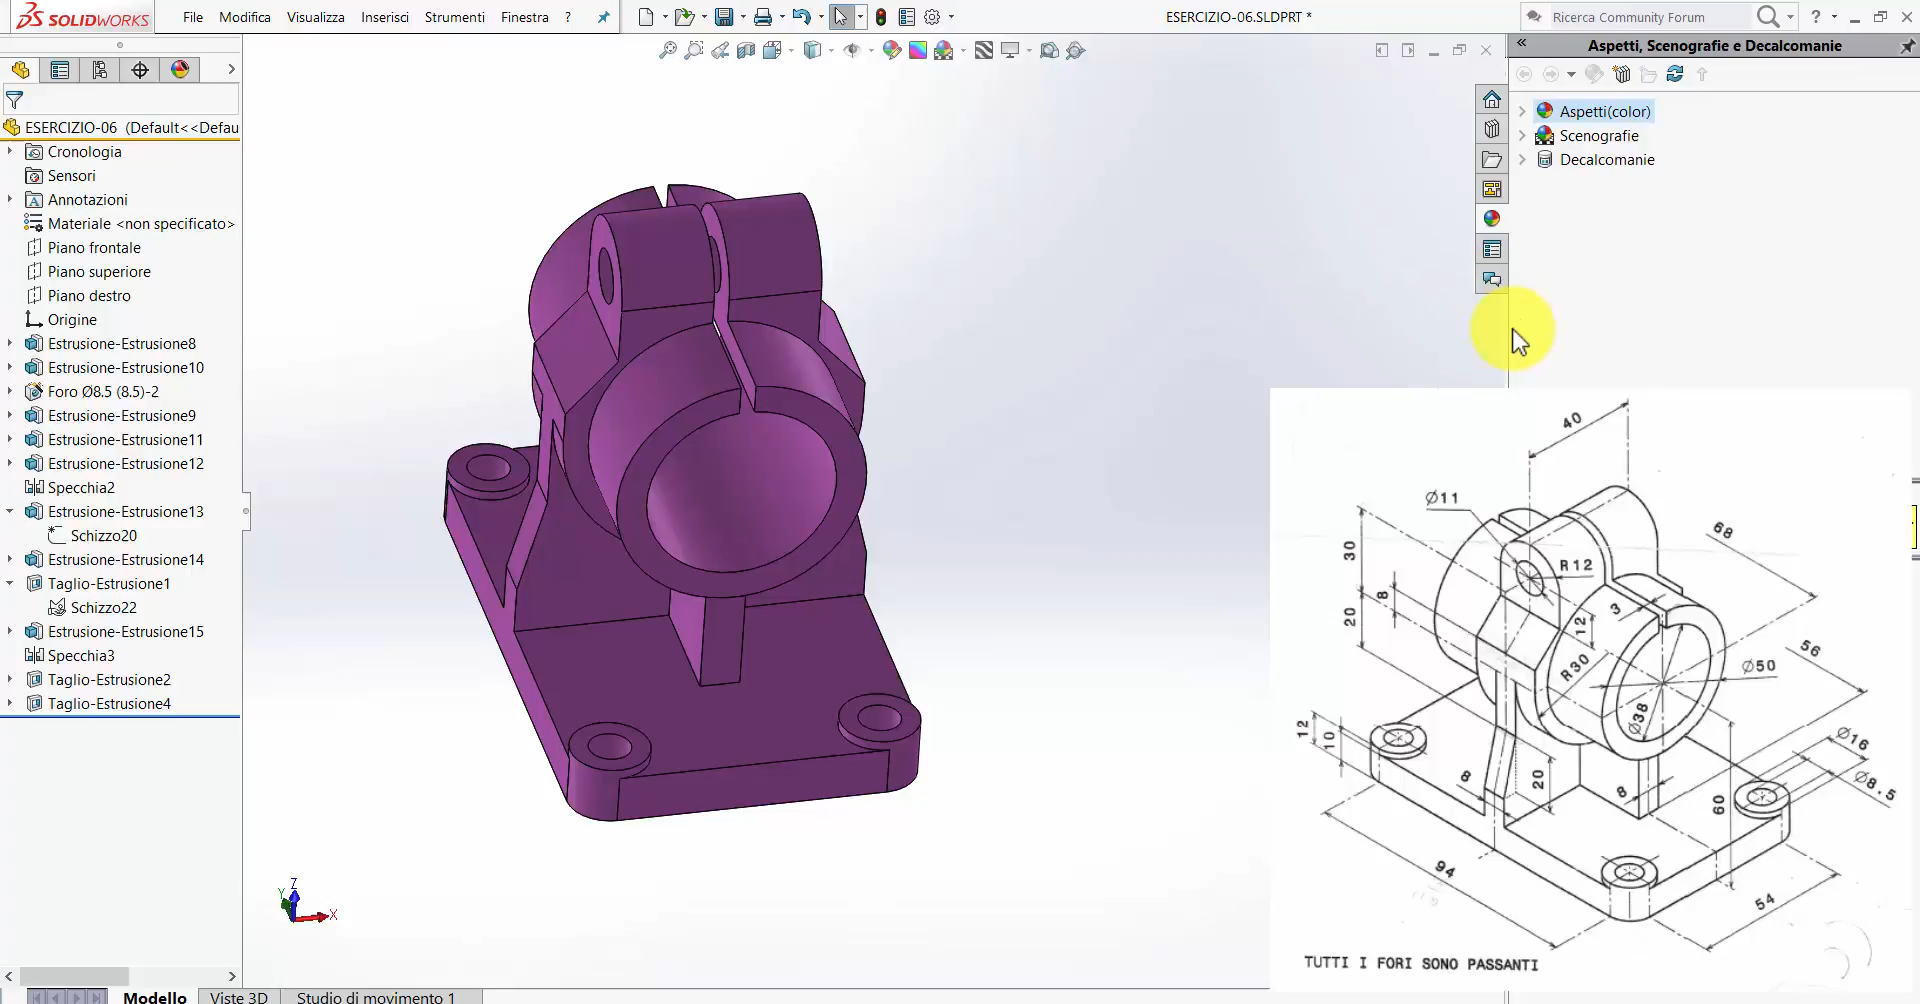 SOLIDWORKS
File Modifica Visualizza Inserisci Strumenti Finestra ?
ESERCIZIO-06.SLDPRT *
Ricerca Community Forum
?
Aspetti, Scenografie e Decalcomanie
Aspetti(color)
Scenografie
Decalcomanie
ESERCIZIO-06 (Default<<Defau
Cronologia
Sensori
Annotazioni
Materiale <non specificato>
Piano frontale
Piano superiore
Piano destro
Origine
Estrusione-Estrusione8
Estrusione-Estrusione10
Foro Ø8.5 (8.5)-2
Estrusione-Estrusione9
Estrusione-Estrusione11
Estrusione-Estrusione12
Specchia2
Estrusione-Estrusione13
Schizzo20
Estrusione-Estrusione14
Taglio-Estrusione1
Schizzo22
Estrusione-Estrusione15
Specchia3
Taglio-Estrusione2
Taglio-Estrusione4
Z
Y
X
40
Ø11
68
30
R12
8
3
20
12
56
R30
Ø50
Ø38
12
10
Ø16
8
20
8
Ø8.5
60
94
54
TUTTI I FORI SONO PASSANTI
Modello Viste 3D Studio di movimento 1